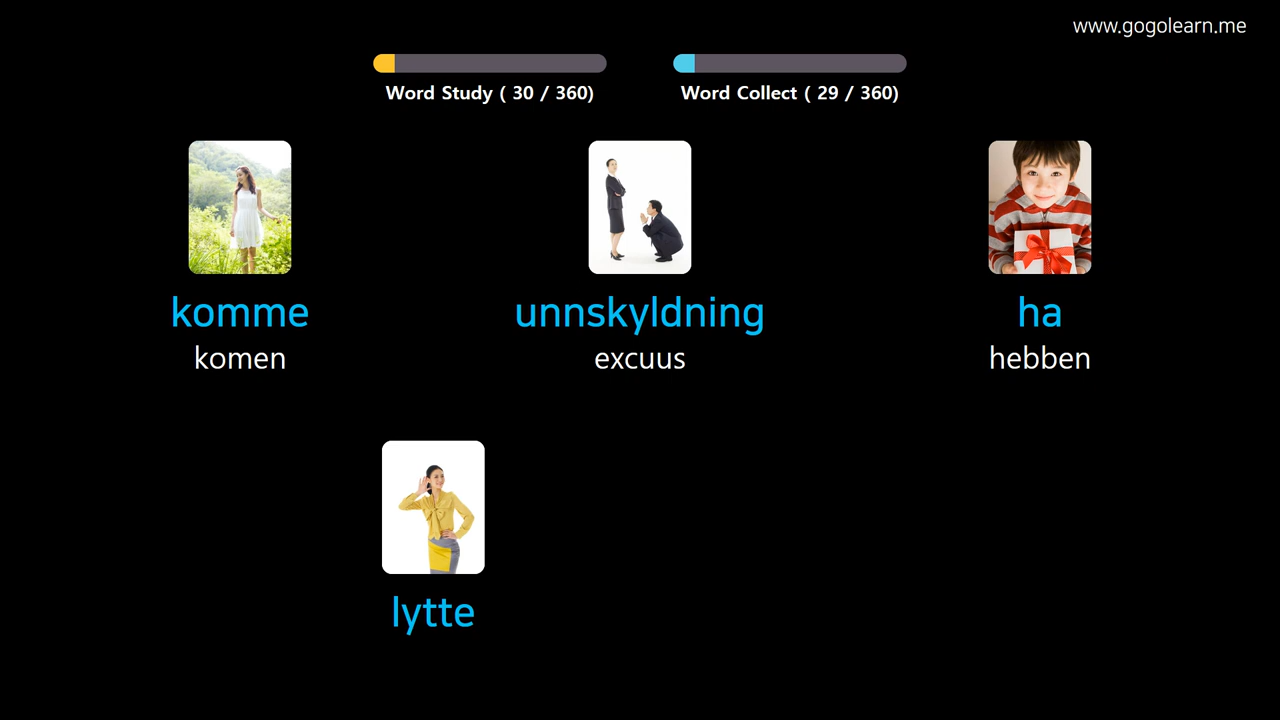 www.gogolearn.me
Word Study ( 30 / 360)
Word Collect ( 29 / 360)
komme
unnskyldning
ha
komen
excuus
hebben
lytte